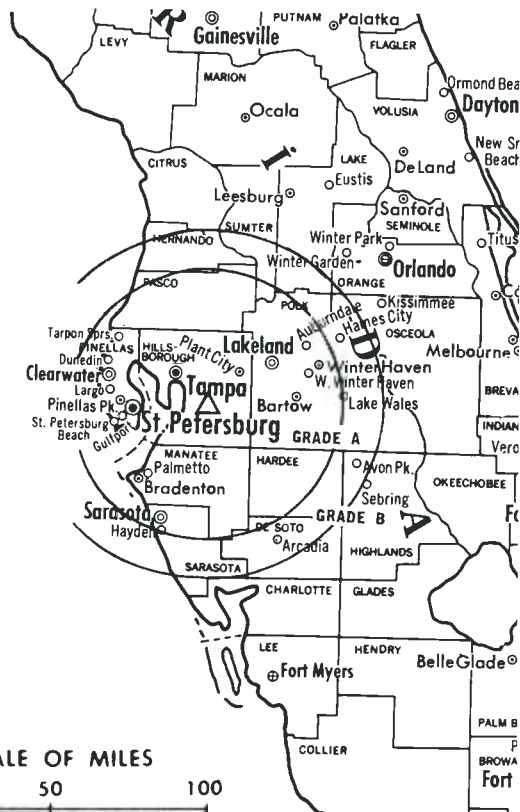 R
PUTNAM
Palatka
Gainesville
LEVY
FLAGLER
MARION
Ormond Bea
VOLUSIA
Dayton
Ocala
New Sr
Beach
CITRUS
I.
LAKE
DeLand
Eustis
Leesburg
Sanford
SUMTER
SEMINOLE
HERNANDO
Winter Park
Titus
Winter Garden
Orlando
PASCO
ORANGE
POLK
Kissimmee
Auburndale
Haines City
OSCEOLA
D
Tarpon Sprs.
PINELLAS
HILLS-
BOROUGH
Plant City
Lakeland
Melbourne
Dunedin
Clearwater
Winter Haven
W. Winter Haven
Largo
Tampa
BREVA
Pinellas Pk.
Bartow
Lake Wales
St. Petersburg
St. Petersburg
Beach
Gulfport
INDIAN
GRADE A
Vero
MANATEE
HARDEE
Palmetto
Avon Pk.
OKEECHOBEE
Bradenton
Sebring
Sarasota
GRADE B
A
Fo
Hayden
DE SOTO
Arcadia
HIGHLANDS
SARASOTA
CHARLOTTE
GLADES
LEE
HENDRY
Belle Glade
Fort Myers
PALM B
COLLIER
P
BROWA
Fort
ALE OF MILES
50
100